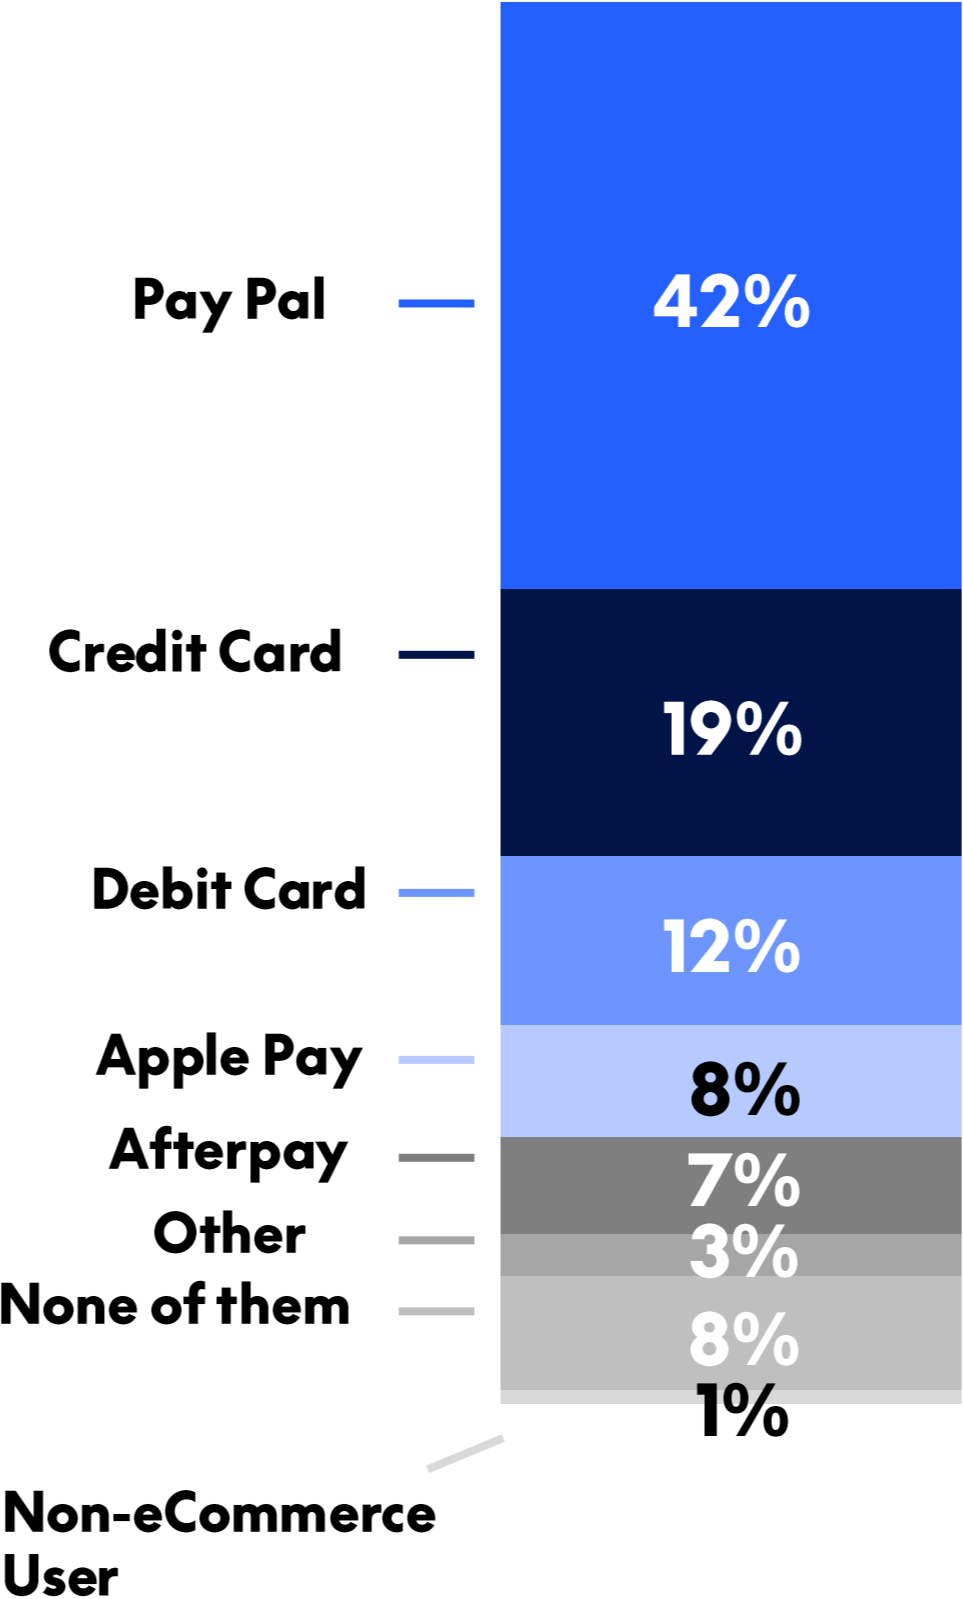 Pay Pal
42%
Credit Card
19%
Debit Card
12%
Apple Pay
8%
Afterpay
7%
Other
3%
None of them
8%
1%
Non-eCommerce
User